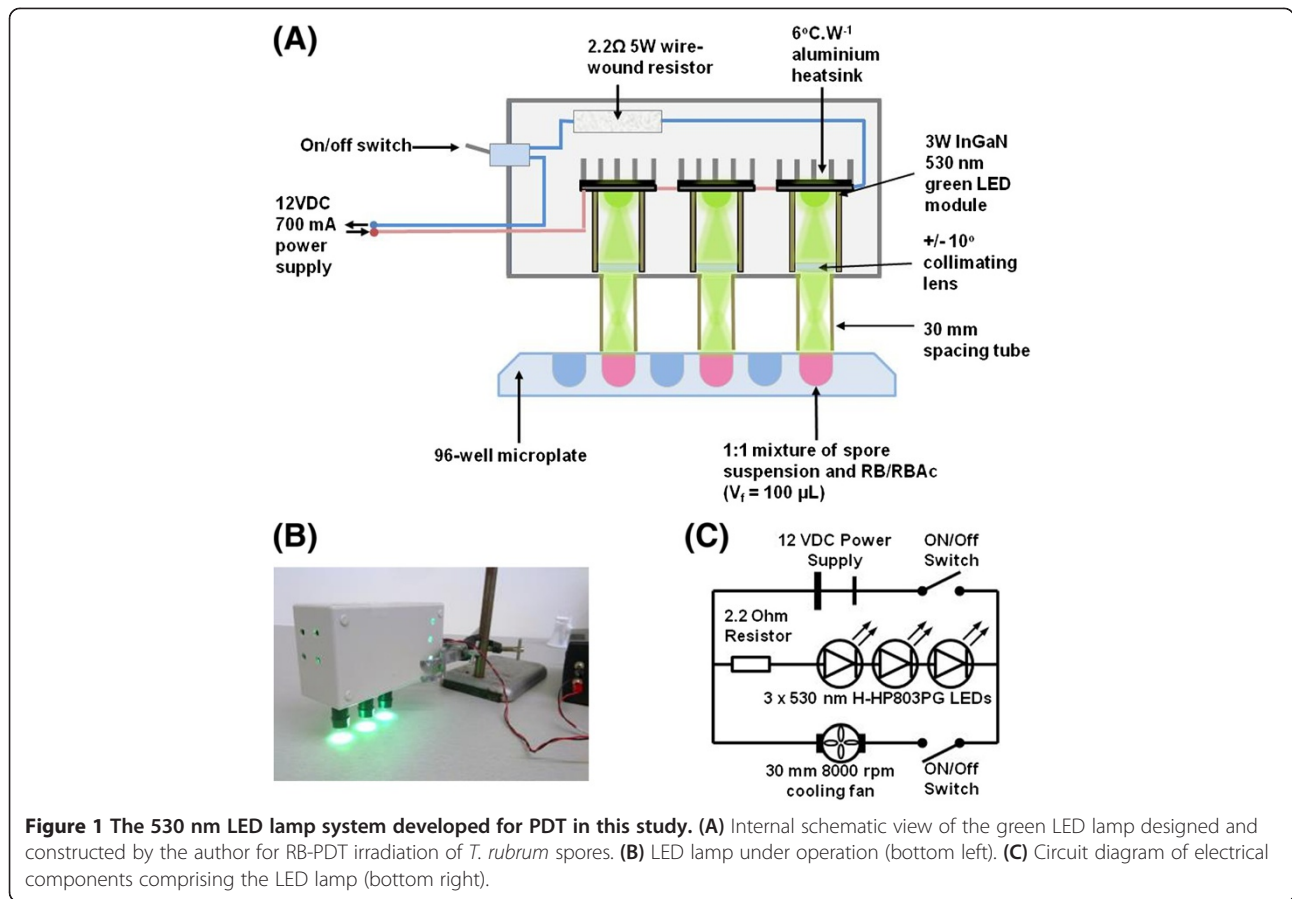 (A)
2.2Ω 5W wire-
wound resistor
6°C.W-1
aluminium
heatsink
On/off switch
3W InGaN
530 nm
green LED
module
12VDC
700 mA
power
supply
+/- 10°
collimating
lens
30 mm
spacing tube
96-well microplate
1:1 mixture of spore
suspension and RB/RBAc
(Vf = 100 µL)
(B)
(C)
12 VDC Power
Supply
ON/Off
Switch
2.2 Ohm
Resistor
3 x 530 nm H-HP803PG LEDs
30 mm 8000 rpm
cooling fan
ON/Off
Switch
Figure 1 The 530 nm LED lamp system developed for PDT in this study. (A) Internal schematic view of the green LED lamp designed and
constructed by the author for RB-PDT irradiation of T. rubrum spores. (B) LED lamp under operation (bottom left). (C) Circuit diagram of electrical
components comprising the LED lamp (bottom right).